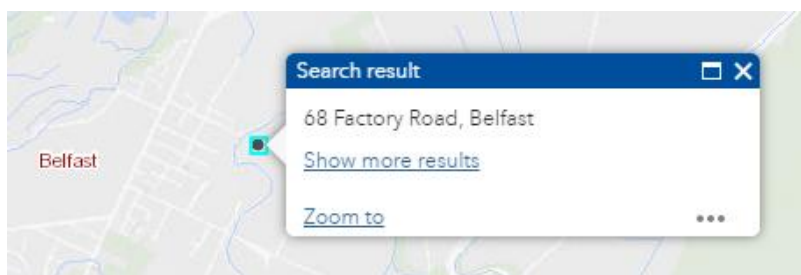 Search result
68 Factory Road, Belfast
Belfast
Show more results
Zoom to